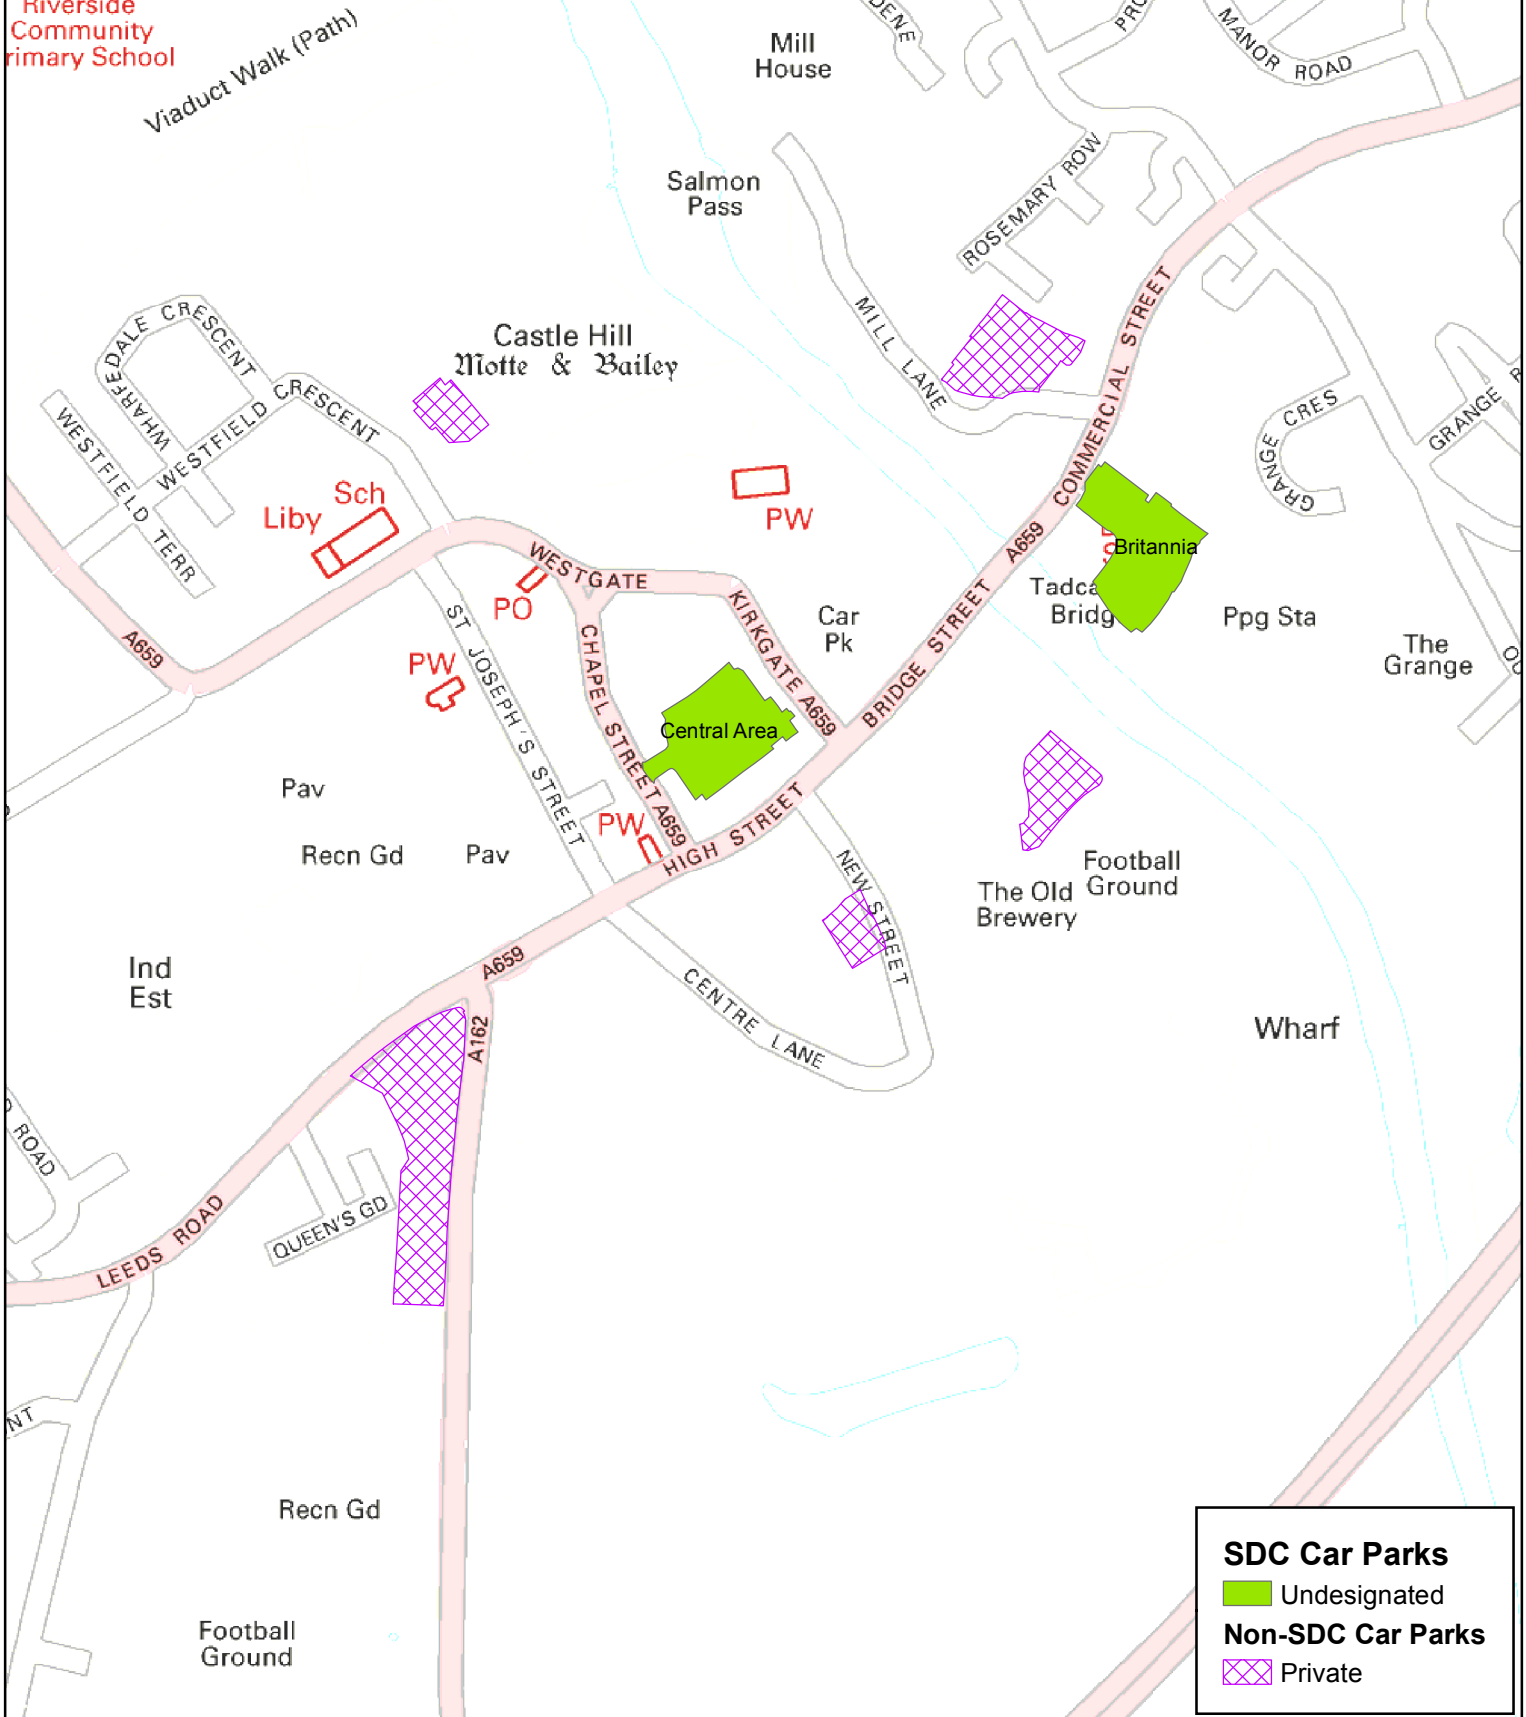 Riverside
Community
rimary School
Viaduct Walk (Path)
Mill
House
DENE
PRO
MANOR ROAD
Salmon
Pass
ROSEMARY ROW
MILL LANE
COMMERCIAL STREET
Castle Hill
Motte & Bailey
WHARFEDALE CRESCENT
WESTFIELD CRESCENT
WESTFIELD TERR
Sch
Liby
PW
GRANGE CRES
GRANGE R
GRANGE
WESTGATE
PO
A659
BRIDGE STREET
A659
Britannia
Tadca
Bridg
Ppg Sta
The
Grange
Car
Pk
KIRKGATE A659
ST JOSEPH'S STREET
CHAPEL STREET A659
Central Area
PW
PW
Pav
Recn Gd
Pav
HIGH STREET
NEW STREET
Football
Ground
The Old
Brewery
Ind
Est
A659
CENTRE LANE
Wharf
A162
ROAD
QUEEN'S GD
LEEDS ROAD
NT
Recn Gd
Football
Ground
SDC Car Parks
Undesignated
Non-SDC Car Parks
Private